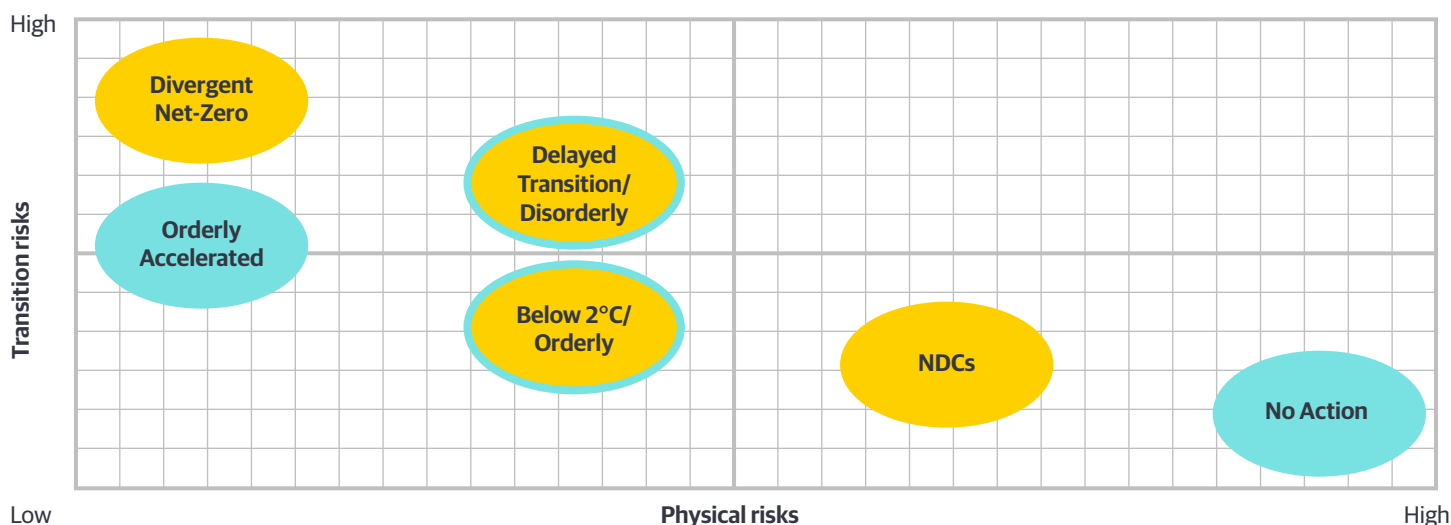 High
Divergent
Net-Zero
Delayed
Transition/
Disorderly
Orderly
Accelerated
Transition risks
Below 2°C/
Orderly
NDCs
No Action
Low
Physical risks
High